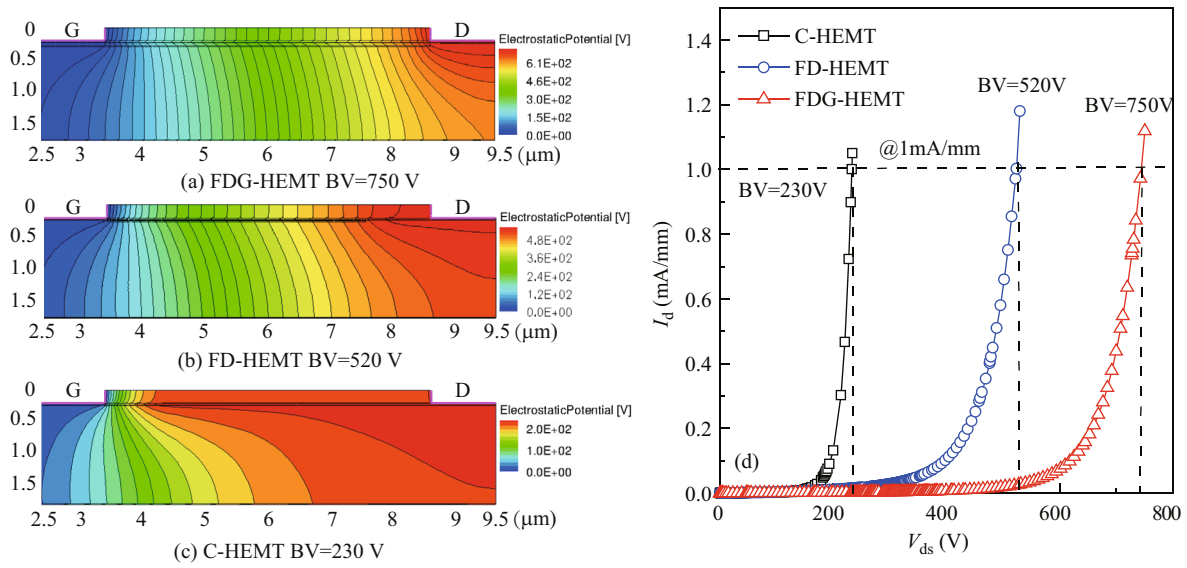 0
G
D
0.5
1.0
1.5
2.5 3 4 5 6 7 8 9 9.5 (μm)
ElectrostaticPotential [V]
6.1E+02
4.6E+02
3.0E+02
1.5E+02
0.0E+00
(a) FDG-HEMT BV=750 V
0
G
D
0.5
1.0
1.5
2.5 3 4 5 6 7 8 9 9.5 (μm)
ElectrostaticPotential [V]
4.8E+02
3.6E+02
2.4E+02
1.2E+02
0.0E+00
(b) FD-HEMT BV=520 V
0
G
D
0.5
1.0
1.5
2.5 3 4 5 6 7 8 9 9.5 (μm)
ElectrostaticPotential [V]
2.0E+02
1.0E+02
0.0E+00
(c) C-HEMT BV=230 V
C-HEMT
FD-HEMT
FDG-HEMT
BV=520V
BV=750V
@1mA/mm
BV=230V
(d)
1.4
1.2
1.0
0.8
0.6
0.4
0.2
0.0
I_d (mA/mm)
0 200 400 600 800
V_ds (V)